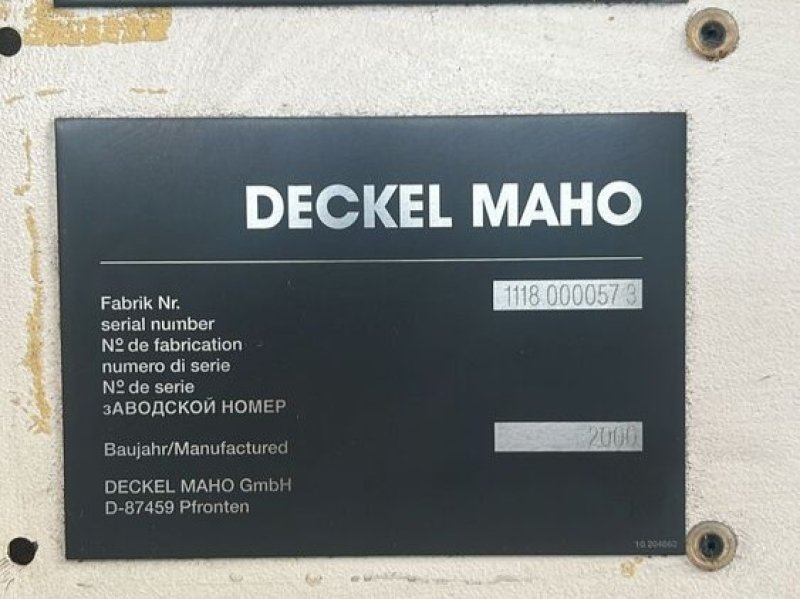 DECKEL MAHO
Fabrik Nr. 1118 000057 3
serial number
Nº de fabrication
numero di serie
Nº de serie
зАВОДСКОЙ НОМЕР
Baujahr/Manufactured 2000
DECKEL MAHO GmbH
D-87459 Pfronten